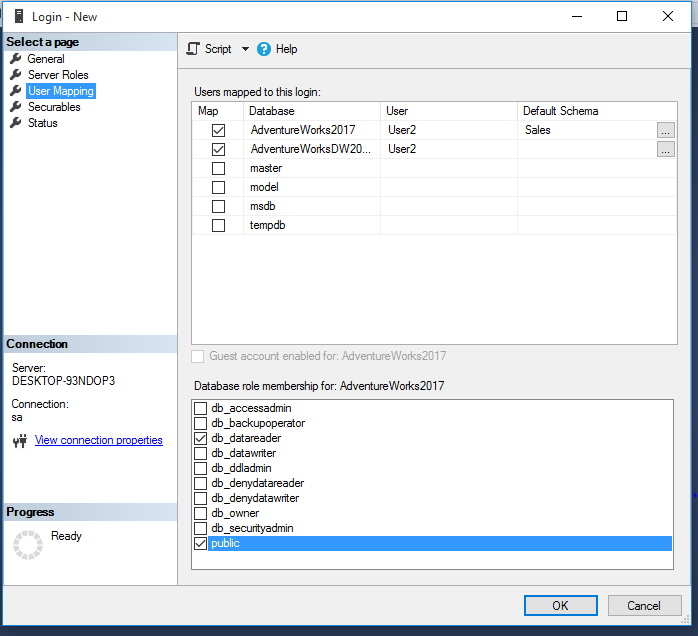 Login - New
Select a page
General
Server Roles
User Mapping
Securables
Status
Script
Help
Users mapped to this login:
Map Database User Default Schema
AdventureWorks2017 User2 Sales ...
AdventureWorksDW20... User2 ...
master
model
msdb
tempdb
Guest account enabled for: AdventureWorks2017
Database role membership for: AdventureWorks2017
db_accessadmin
db_backupoperator
db_datareader
db_datawriter
db_ddladmin
db_denydatareader
db_denydatawriter
db_owner
db_securityadmin
public
Connection
Server:
DESKTOP-93NDOP3
Connection:
sa
View connection properties
Progress
Ready
OK
Cancel